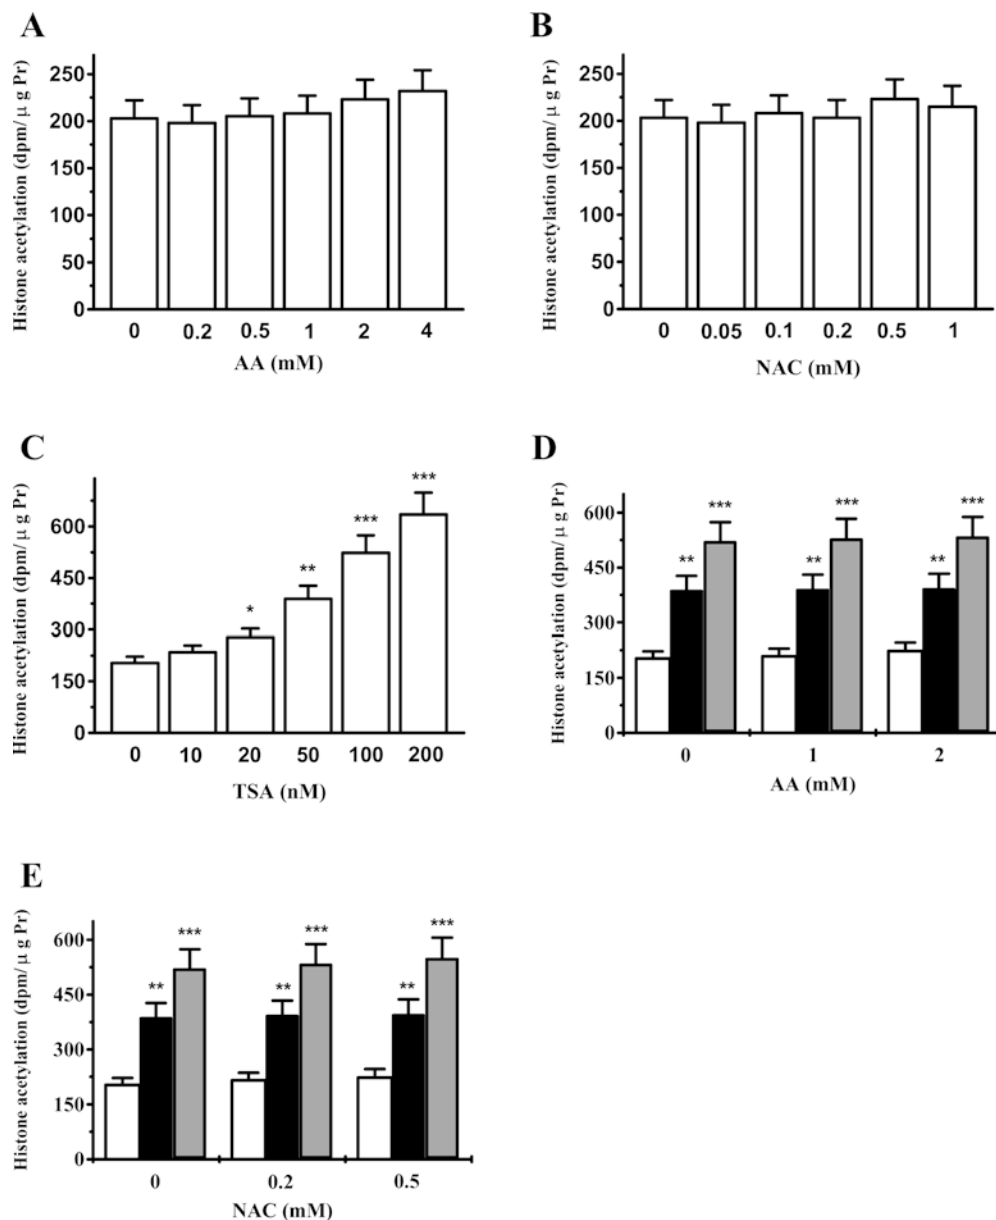 A
Histone acetylation (dpm/ μ g Pr)
250
200
150
100
50
0
0 0.2 0.5 1 2 4
AA (mM)
B
Histone acetylation (dpm/ μ g Pr)
250
200
150
100
50
0
0 0.05 0.1 0.2 0.5 1
NAC (mM)
C
Histone acetylation (dpm/ μ g Pr)
600
450
300
150
0
* ** *** ***
0 10 20 50 100 200
TSA (nM)
D
Histone acetylation (dpm/ μ g Pr)
600
450
300
150
0
** *** ** *** ** ***
0 1 2
AA (mM)
E
Histone acetylation (dpm/ μ g Pr)
600
450
300
150
0
** *** ** *** ** ***
0 0.2 0.5
NAC (mM)